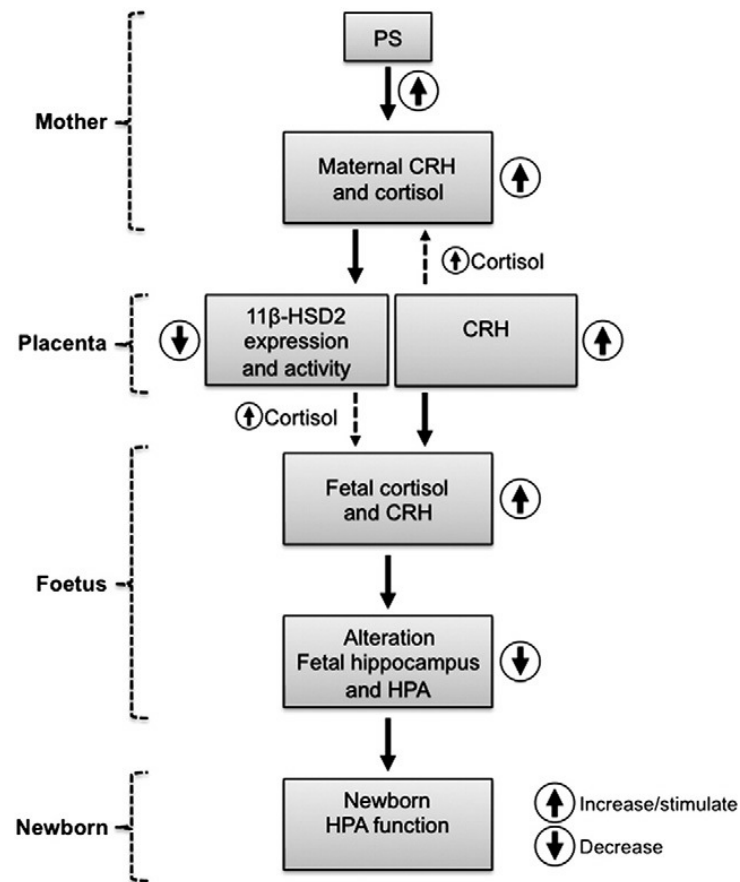 PS
Mother
Maternal CRH
and cortisol
Cortisol
11β-HSD2
expression
and activity
CRH
Placenta
Cortisol
Fetal cortisol
and CRH
Foetus
Alteration
Fetal hippocampus
and HPA
Newborn
HPA function
Newborn
Increase/stimulate
Decrease